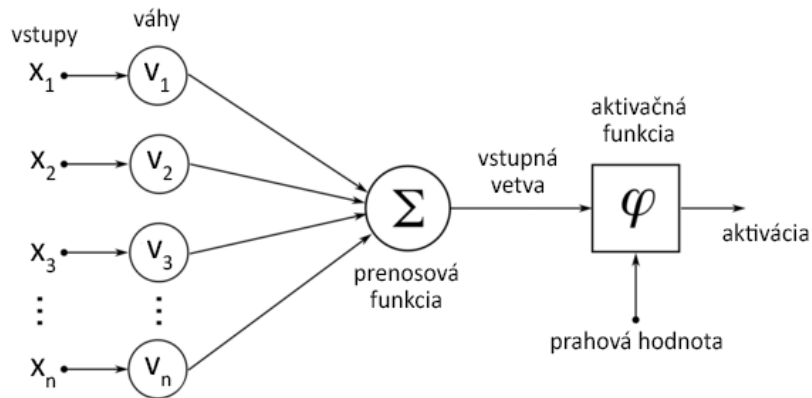 vstupy
váhy
x1
v1
x2
v2
x3
v3
⋮
⋮
xn
vn
Σ
prenosová
funkcia
vstupná
vetva
aktivačná
funkcia
φ
aktivácia
prahová hodnota